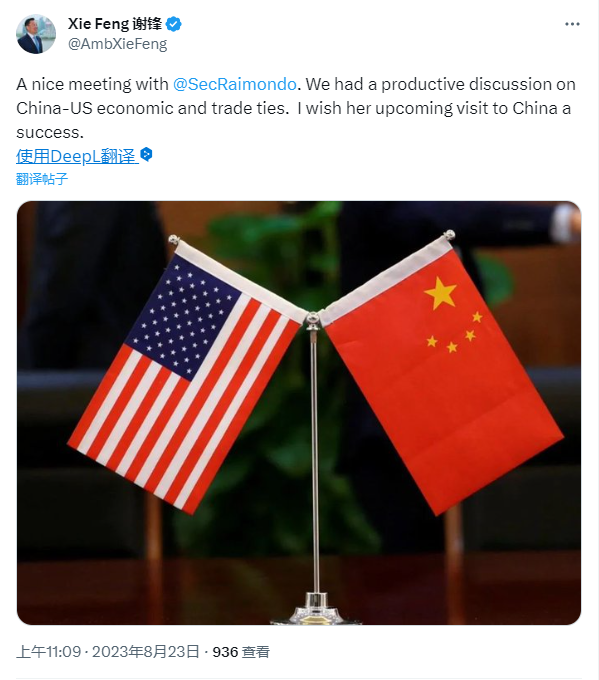 Xie Feng 谢锋
@AmbXieFeng
A nice meeting with @SecRaimondo. We had a productive discussion on
China-US economic and trade ties.  I wish her upcoming visit to China a
success.
使用DeepL翻译
翻译帖子
上午11:09 · 2023年8月23日 · 936 查看